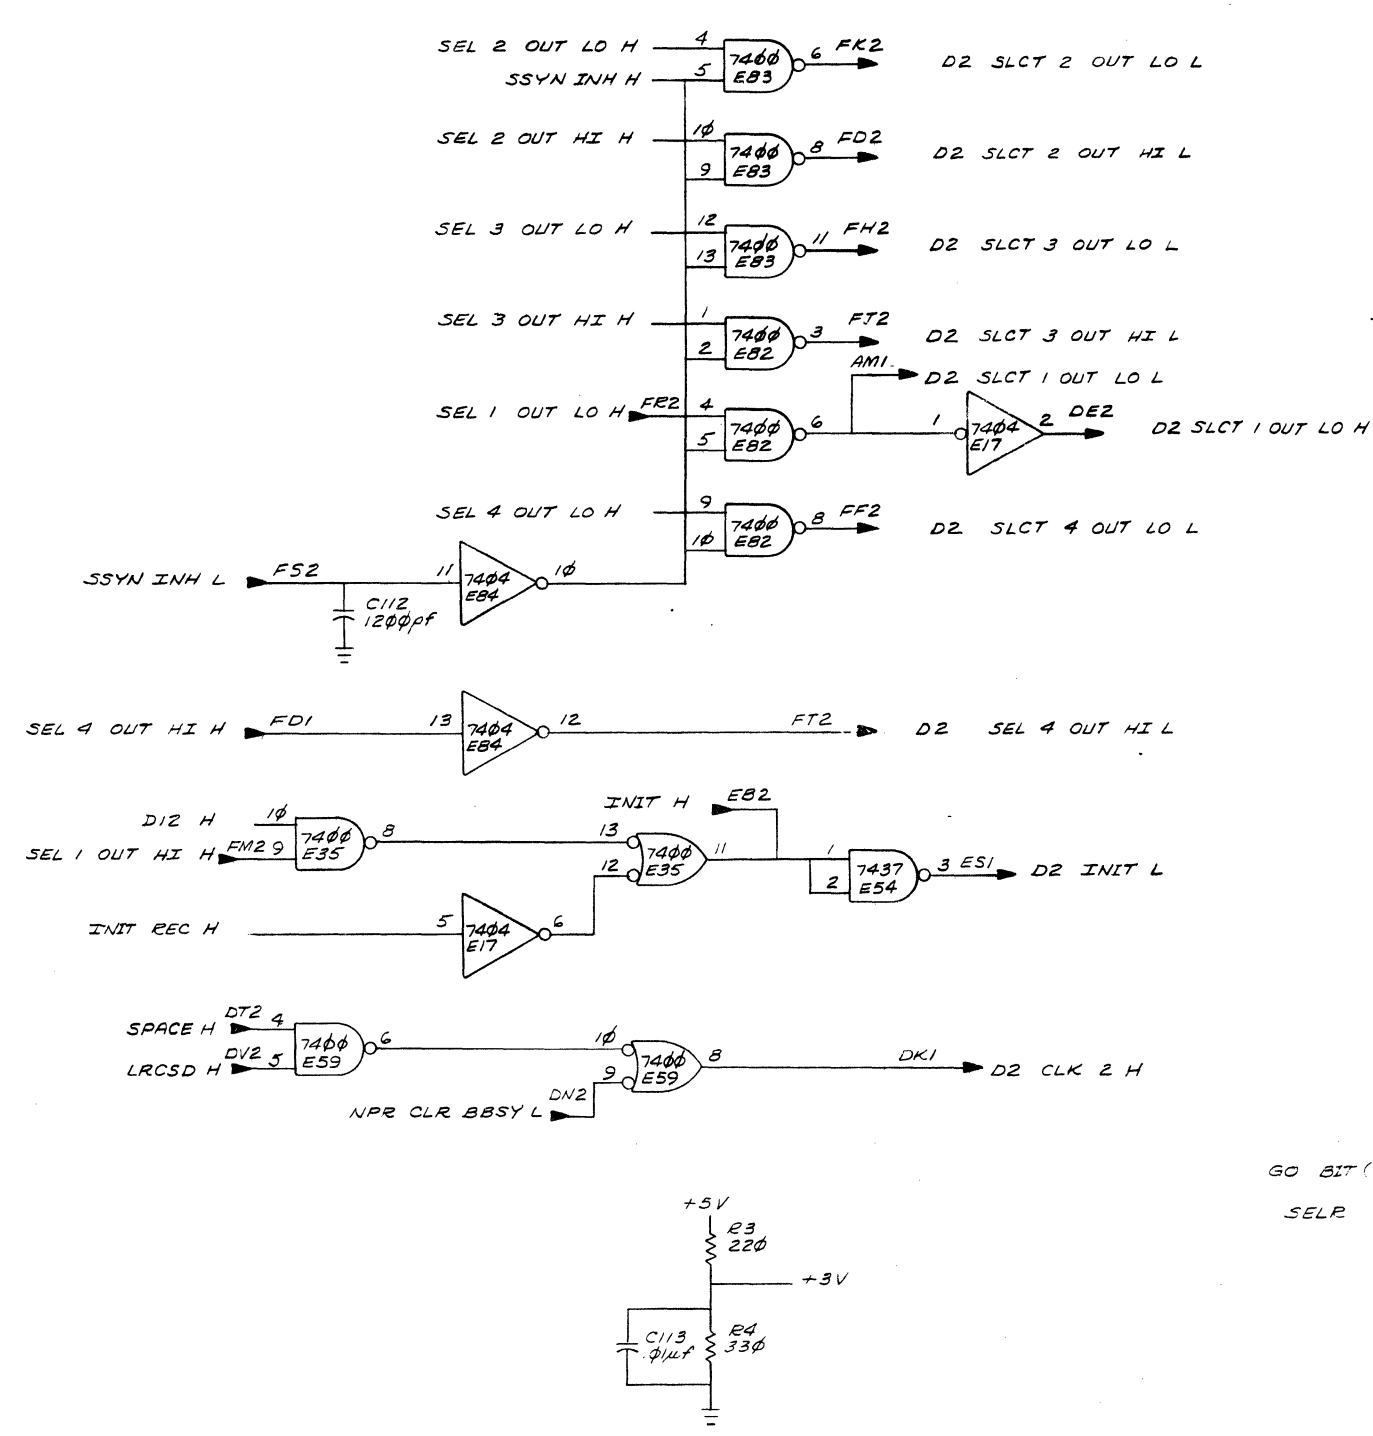 SEL 2 OUT LO H 4 7400 E83 6 FK2 D2 SLCT 2 OUT LO L
SSYN INH H 5
SEL 2 OUT HI H 10 7400 E83 8 FD2 D2 SLCT 2 OUT HI L
9
SEL 3 OUT LO H 12 7400 E83 11 FH2 D2 SLCT 3 OUT LO L
13
SEL 3 OUT HI H 1 7400 E82 3 FJ2 D2 SLCT 3 OUT HI L
2
AM1 D2 SLCT 1 OUT LO L
SEL 1 OUT LO H FR2 4 7400 E82 6 1 7404 E17 2 DE2 D2 SLCT 1 OUT LO H
5
SEL 4 OUT LO H 9 7400 E82 8 FF2 D2 SLCT 4 OUT LO L
10
SSYN INH L FS2 11 7404 E84 10
C112
1200pf
SEL 4 OUT HI H FD1 13 7404 E84 12 FT2 D2 SEL 4 OUT HI L
INIT H EB2
D12 H 10 7400 E35 8 13 7400 E35 11 1 7437 E54 3 ES1 D2 INIT L
SEL 1 OUT HI H FM2 9 12 2
INIT REC H 5 7404 E17 6
SPACE H DT2 4 7400 E59 6 10 7400 E59 8 DK1 D2 CLK 2 H
LRCSD H DV2 5 9
NPR CLR BBSY L DN2
GO BIT (
SELR
+5V
R3
220
+3V
C113
.01µf
R4
330